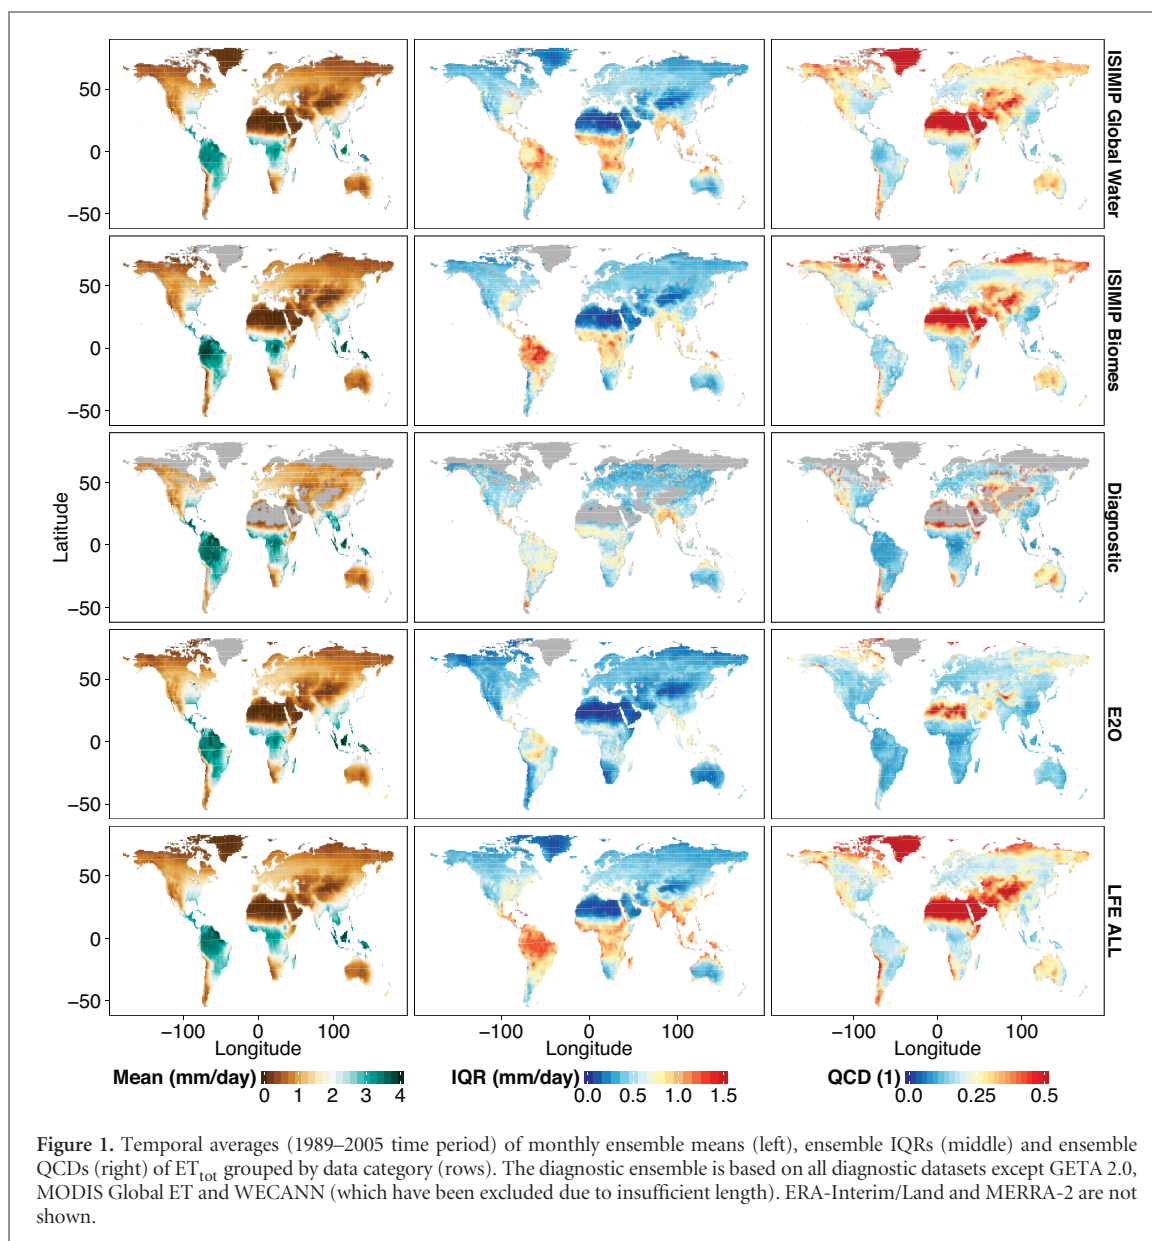 50
0
−50
ISIMIP Global Water
50
0
−50
ISIMIP Biomes
50
0
−50
Diagnostic
Latitude
50
0
−50
E2O
50
0
−50
LFE ALL
−100 0 100
−100 0 100
−100 0 100
Longitude Longitude Longitude
Mean (mm/day) 0 1 2 3 4
IQR (mm/day) 0.0 0.5 1.0 1.5
QCD (1) 0.0 0.25 0.5
Figure 1. Temporal averages (1989–2005 time period) of monthly ensemble means (left), ensemble IQRs (middle) and ensemble
QCDs (right) of ETtot grouped by data category (rows). The diagnostic ensemble is based on all diagnostic datasets except GETA 2.0,
MODIS Global ET and WECANN (which have been excluded due to insufficient length). ERA-Interim/Land and MERRA-2 are not
shown.